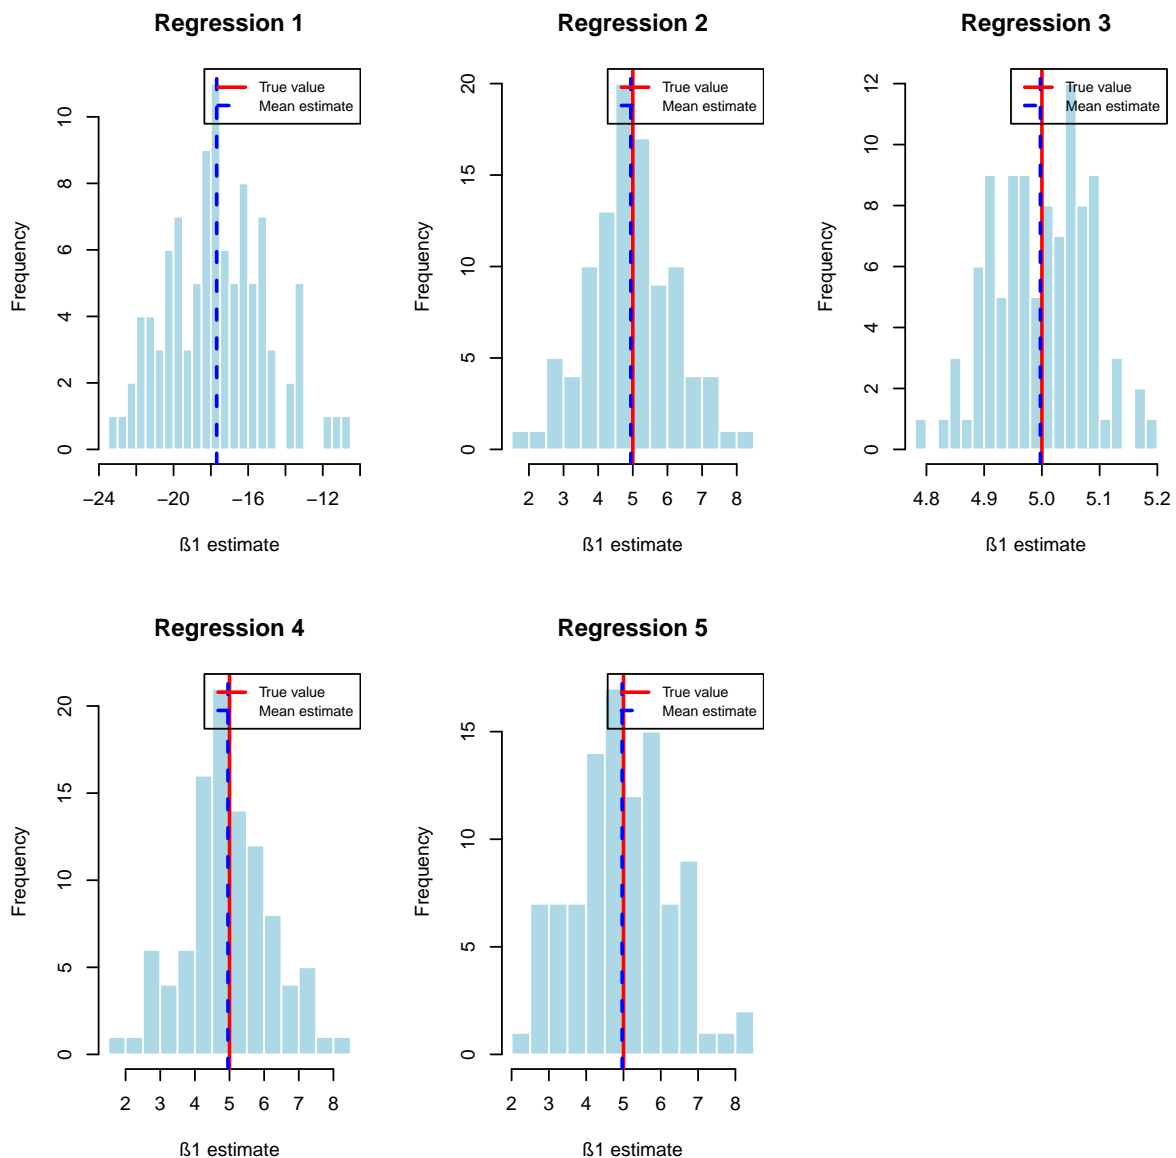 Regression 1
True value
Mean estimate
Frequency
0 2 4 6 8 10
−24 −20 −16 −12
ß1 estimate
Regression 2
True value
Mean estimate
Frequency
0 5 10 15 20
2 3 4 5 6 7 8
ß1 estimate
Regression 3
True value
Mean estimate
Frequency
0 2 4 6 8 10 12
4.8 4.9 5.0 5.1 5.2
ß1 estimate
Regression 4
True value
Mean estimate
Frequency
0 5 10 15 20
2 3 4 5 6 7 8
ß1 estimate
Regression 5
True value
Mean estimate
Frequency
0 5 10 15
2 3 4 5 6 7 8
ß1 estimate